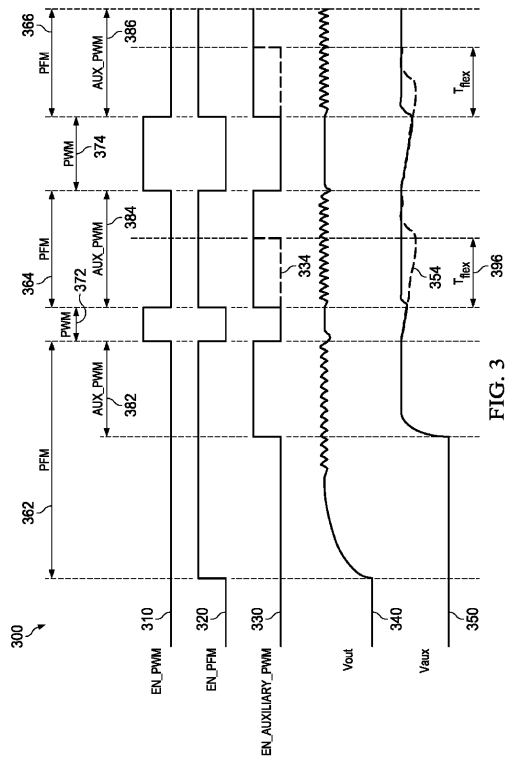 300
362
PFM
372
PWM
364
PFM
PWM
374
366
PFM
AUX_PWM
382
AUX_PWM
384
AUX_PWM
386
EN_PWM
310
EN_PFM
320
EN_AUXILIARY_PWM
330
334
Vout
340
Vaux
350
354
Tflex
396
Tflex
FIG. 3